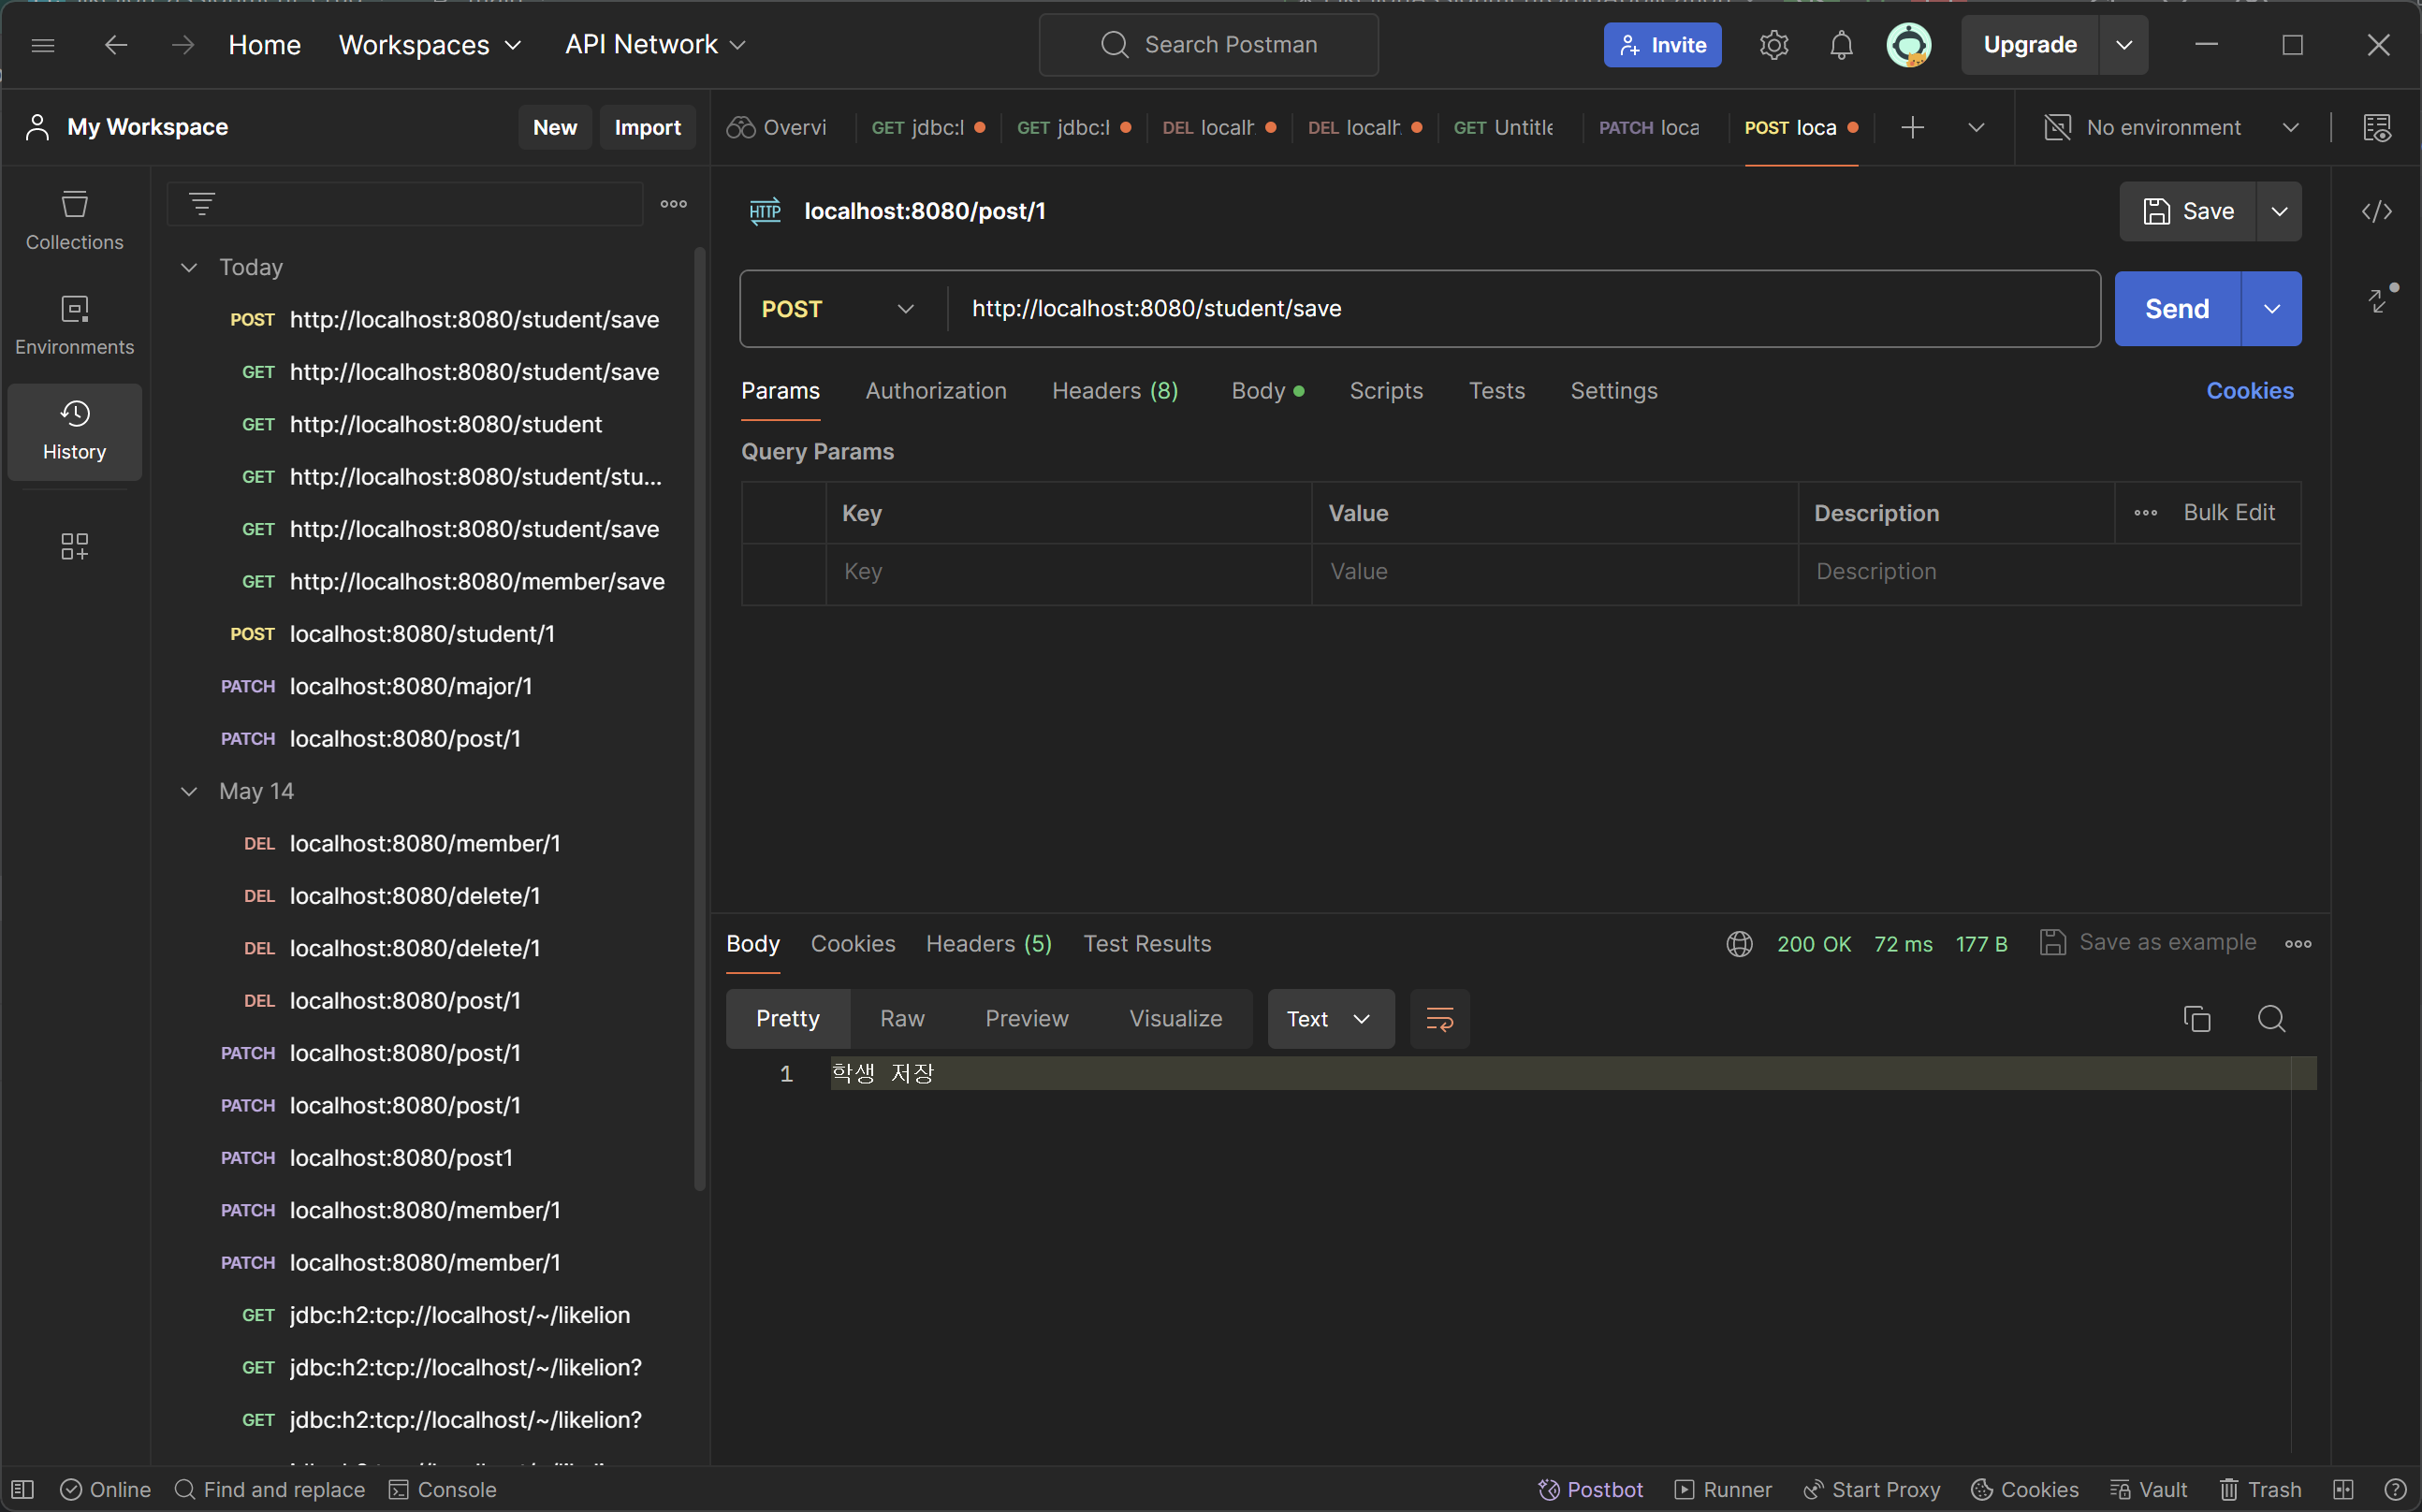 Home Workspaces API Network Search Postman Invite Upgrade
My Workspace New Import
Overvi GET jdbc:l GET jdbc:l DEL localh DEL localh GET Untitle PATCH loca POST loca No environment
Collections
Environments
History
Today
POST http://localhost:8080/student/save
GET http://localhost:8080/student/save
GET http://localhost:8080/student
GET http://localhost:8080/student/stu...
GET http://localhost:8080/student/save
GET http://localhost:8080/member/save
POST localhost:8080/student/1
PATCH localhost:8080/major/1
PATCH localhost:8080/post/1
May 14
DEL localhost:8080/member/1
DEL localhost:8080/delete/1
DEL localhost:8080/delete/1
DEL localhost:8080/post/1
PATCH localhost:8080/post/1
PATCH localhost:8080/post/1
PATCH localhost:8080/post1
PATCH localhost:8080/member/1
PATCH localhost:8080/member/1
GET jdbc:h2:tcp://localhost/~/likelion
GET jdbc:h2:tcp://localhost/~/likelion?
GET jdbc:h2:tcp://localhost/~/likelion?
HTTP localhost:8080/post/1 Save
POST http://localhost:8080/student/save Send
Params Authorization Headers (8) Body Scripts Tests Settings Cookies
Query Params
Key Value Description Bulk Edit
Key Value Description
Body Cookies Headers (5) Test Results 200 OK 72 ms 177 B Save as example
Pretty Raw Preview Visualize Text
1 학생 저장
Online Find and replace Console Postbot Runner Start Proxy Cookies Vault Trash